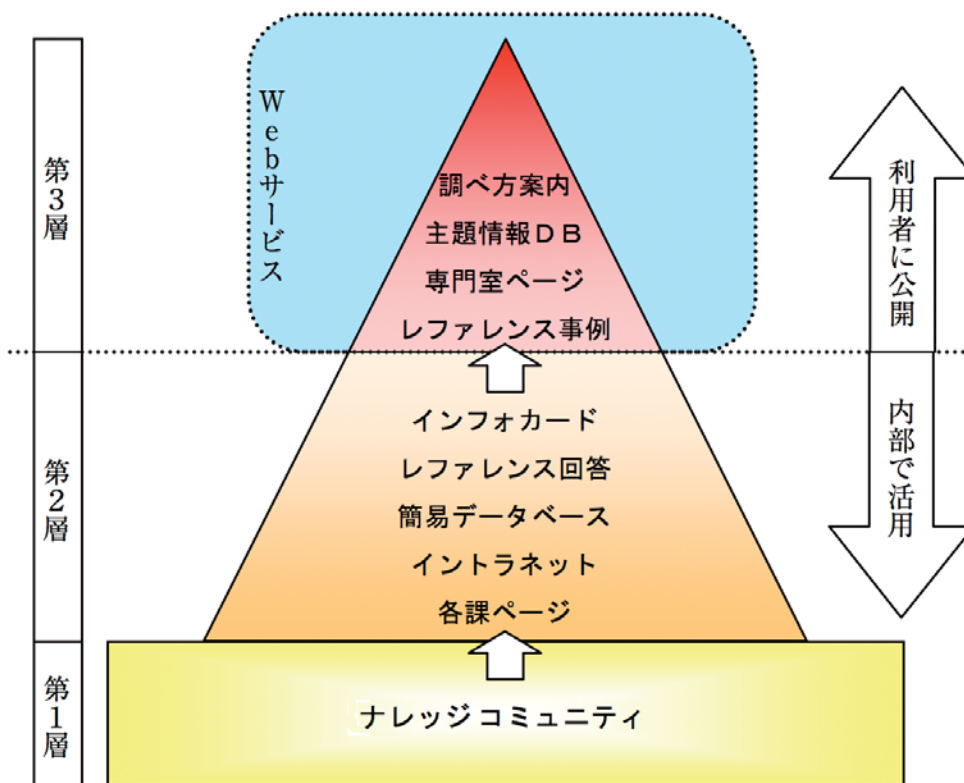 第3層
Webサービス
調べ方案内
主題情報DB
専門室ページ
レファレンス事例
利用者に公開
第2層
インフォカード
レファレンス回答
簡易データベース
イントラネット
各課ページ
内部で活用
第1層
ナレッジコミュニティ